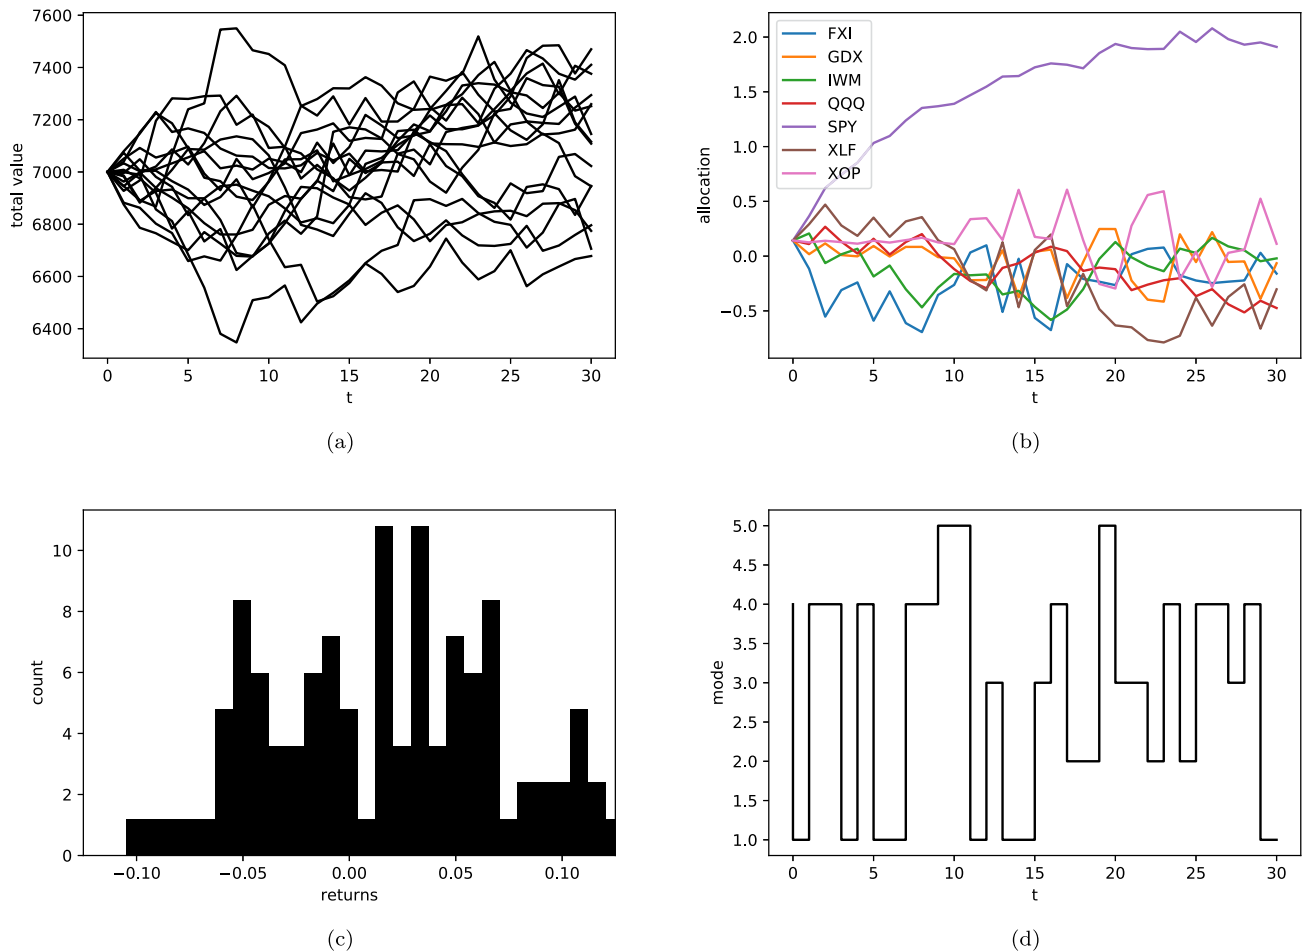 7600
7400
7200
7000
6800
6600
6400
total value
0 5 10 15 20 25 30
t
(a)
2.0
1.5
1.0
0.5
0.0
−0.5
allocation
FXI
GDX
IWM
QQQ
SPY
XLF
XOP
0 5 10 15 20 25 30
t
(b)
10
8
6
4
2
0
count
−0.10 −0.05 0.00 0.05 0.10
returns
(c)
5.0
4.5
4.0
3.5
3.0
2.5
2.0
1.5
1.0
mode
0 5 10 15 20 25 30
t
(d)